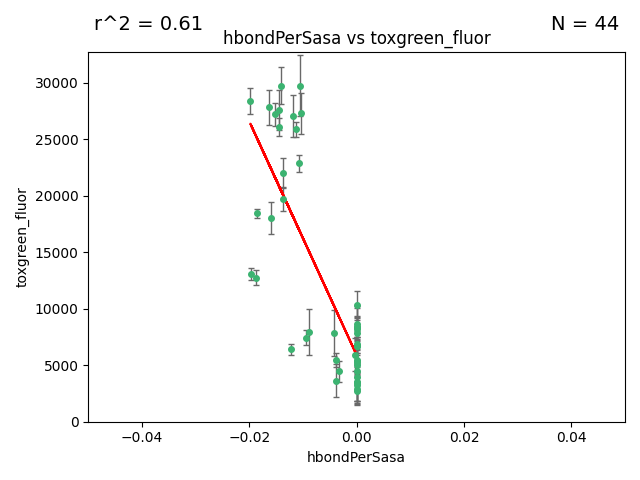 r^2 = 0.61
N = 44
hbondPerSasa vs toxgreen_fluor
30000
25000
20000
15000
10000
5000
0
toxgreen_fluor
−0.04
−0.02
0.00
0.02
0.04
hbondPerSasa